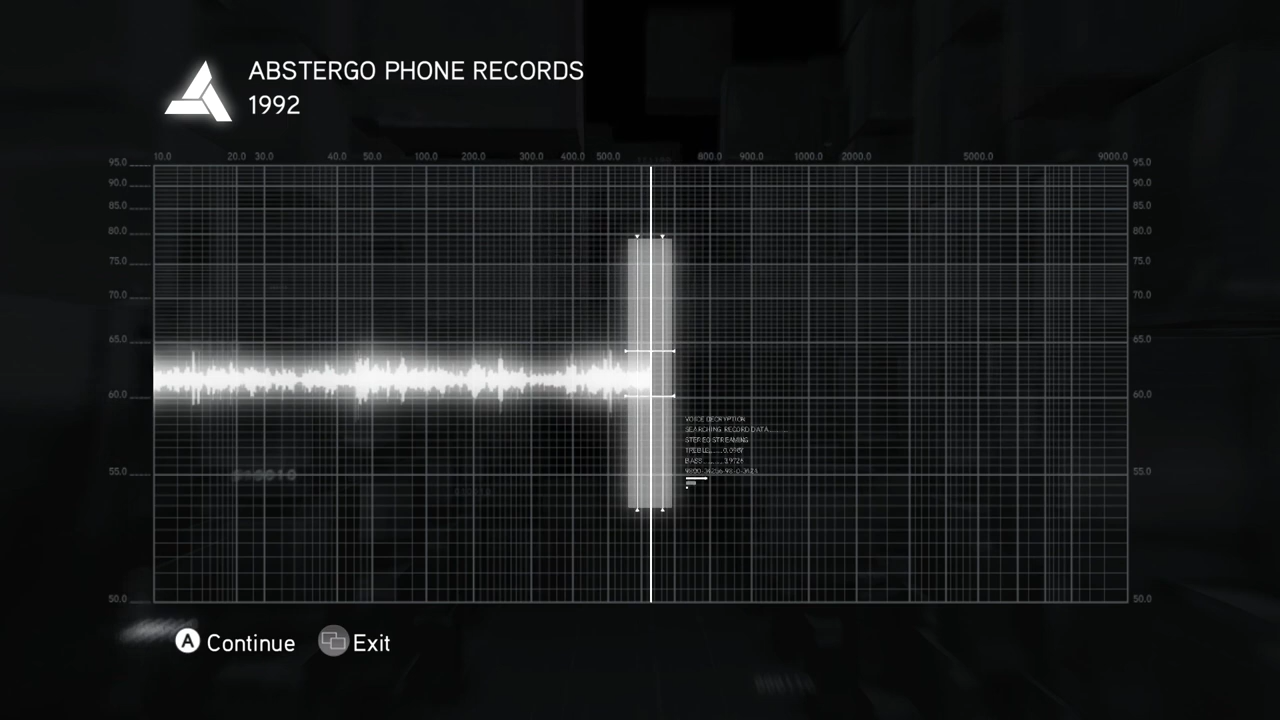 ABSTERGO PHONE RECORDS
1992
10.0 20.0 30.0 40.0 50.0 100.0 200.0 300.0 400.0 500.0 600.0 900.0 1000.0 2000.0 5000.0 9000.0
95.0 95.0
90.0 90.0
85.0 85.0
80.0 80.0
75.0 75.0
70.0 70.0
65.0 65.0
60.0 60.0
VOICE DECRYPTION
SEARCHING RECORD DATA
STEREO STREAMING
TREBLE
BASS
55.0 55.0
50.0 50.0
A Continue Exit